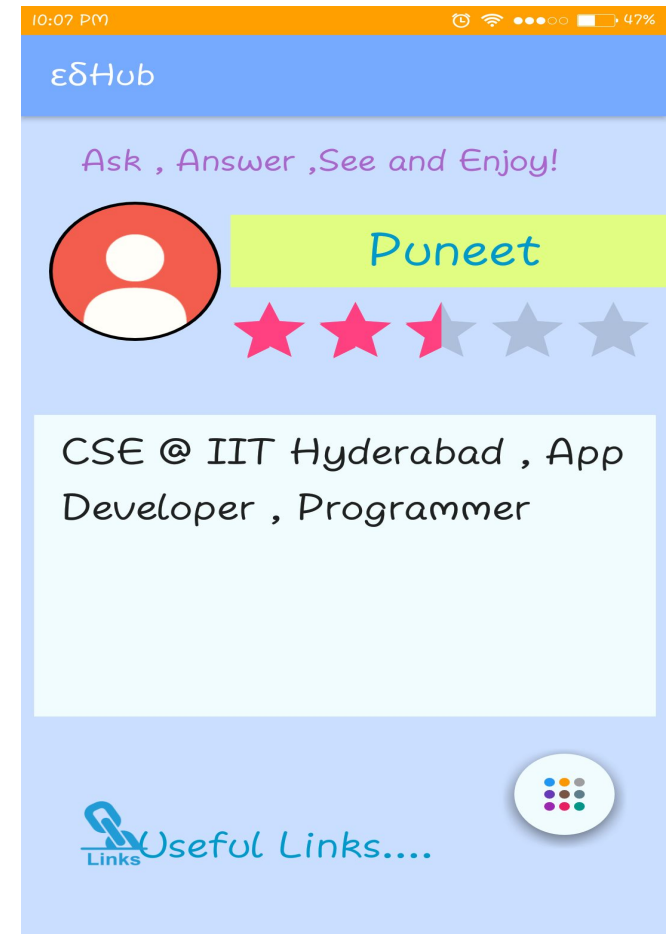 10:07 PM 47%
εδHub
Ask , Answer ,See and Enjoy!
Puneet
CSE @ IIT Hyderabad , App
Developer , Programmer
Links
Useful Links....